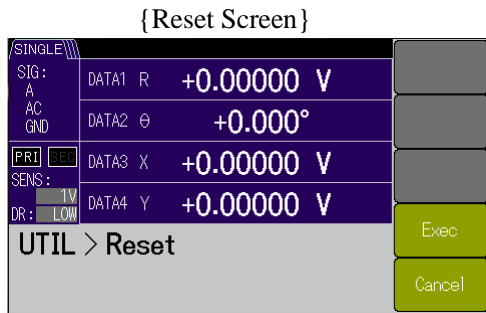 {Reset Screen}
SINGLE
SIG:
A
AC
GND
PRI SEC
SENS:
1V
DR: LOW
DATA1 R +0.00000 V
DATA2 θ +0.000°
DATA3 X +0.00000 V
DATA4 Y +0.00000 V
UTIL > Reset
Exec
Cancel